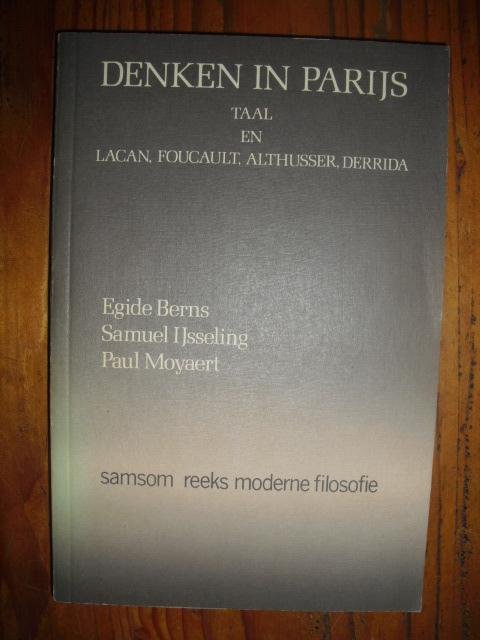 DENKEN IN PARIJS
TAAL
EN
LACAN, FOUCAULT, ALTHUSSER, DERRIDA
Egide Berns
Samuel IJsseling
Paul Moyaert
samsom reeks moderne filosofie